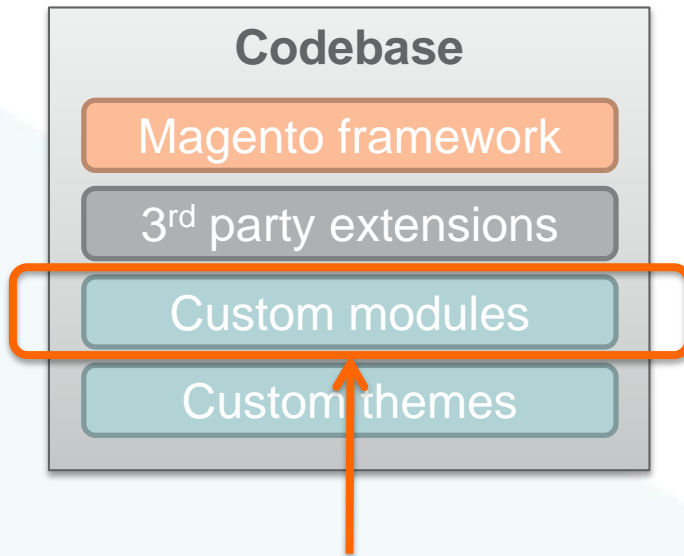 Codebase
Magento framework
3rd party extensions
Custom modules
Custom themes